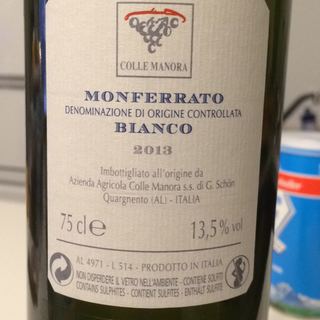 COLLE MANORA
MONFERRATO
DENOMINAZIONE DI ORIGINE CONTROLLATA
BIANCO
2013
Imbottigliato all'origine da
Azienda Agricola Colle Manora s.s. di G. Schön
Quargnento (AL) - ITALIA
75 cl e 13,5% vol
AL 4971 - L 514 - PRODOTTO IN ITALIA
NON DISPERDERE IL VETRO NELL'AMBIENTE - CONTIENE SOLFITI
CONTAINS SULPHITES - CONTIENT SULFITES - ENTHÄLT SULFITE